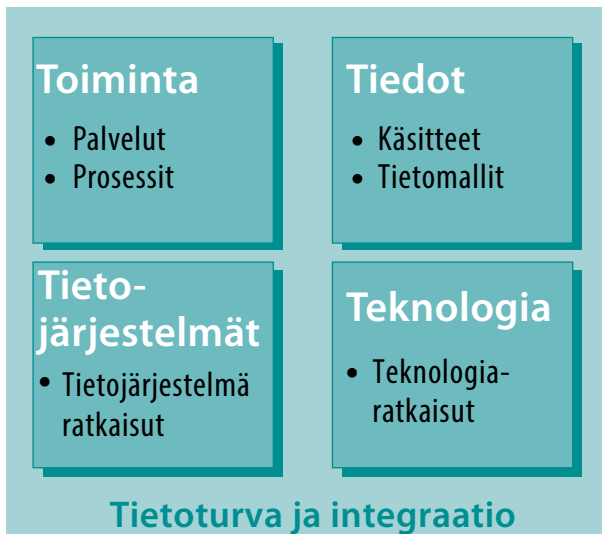 Toiminta
• Palvelut
• Prosessit
Tiedot
• Käsitteet
• Tietomallit
Tieto-
järjestelmät
• Tietojärjestelmä
ratkaisut
Teknologia
• Teknologia-
ratkaisut
Tietoturva ja integraatio